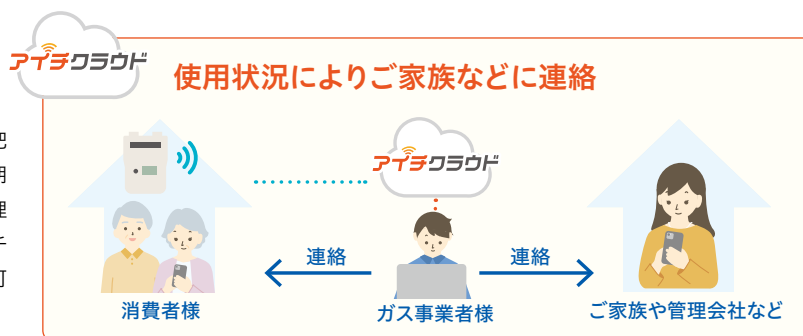 アイチクラウド
使用状況によりご家族などに連絡
アイチクラウド
連絡
連絡
消費者様
ガス事業者様
ご家族や管理会社など